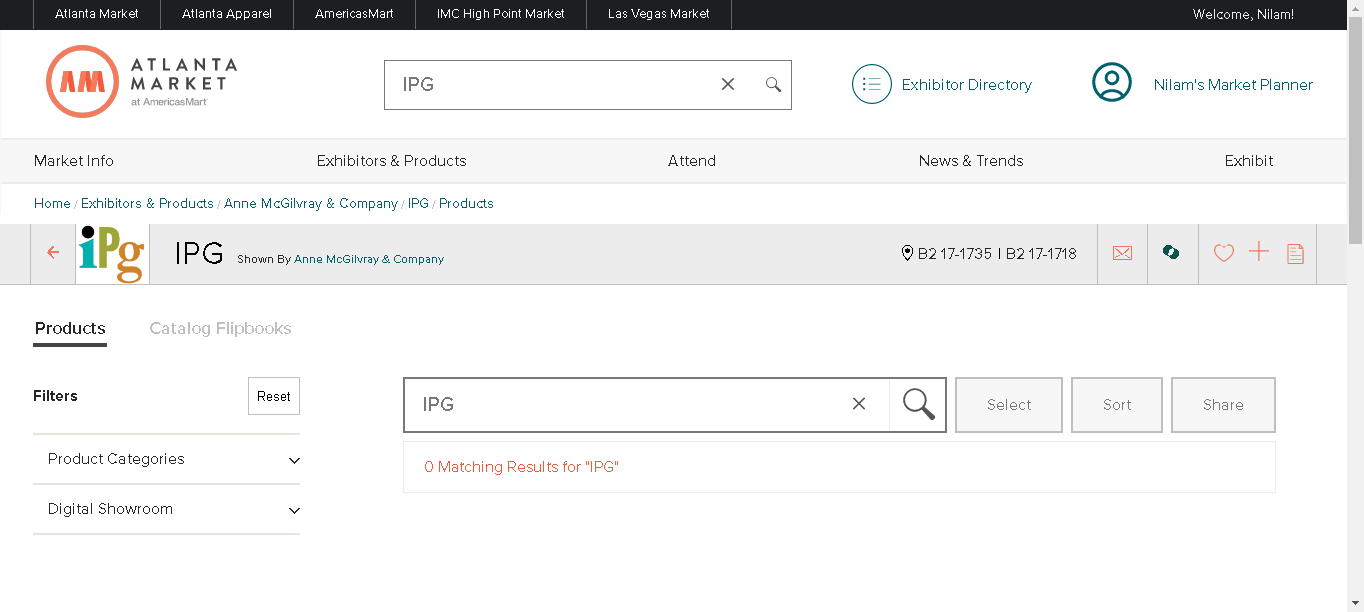 Atlanta Market Atlanta Apparel AmericasMart IMC High Point Market Las Vegas Market Welcome, Nilam!
AM ATLANTA MARKET at AmericasMart
IPG
Exhibitor Directory
Nilam's Market Planner
Market Info Exhibitors & Products Attend News & Trends Exhibit
Home / Exhibitors & Products / Anne McGilvray & Company / IPG / Products
iPg IPG Shown By Anne McGilvray & Company B2 17-1735 | B2 17-1718
Products Catalog Flipbooks
Filters Reset
Product Categories
Digital Showroom
IPG Select Sort Share
0 Matching Results for "IPG"